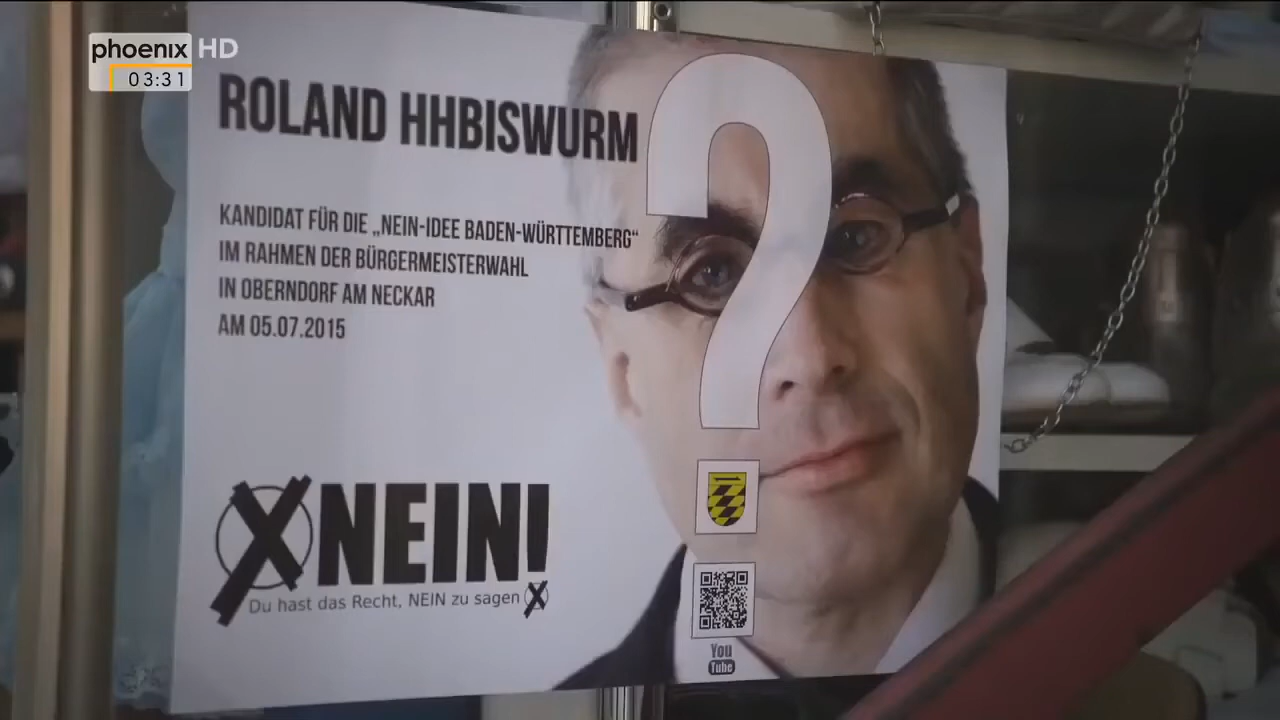 phoenix HD
03:31
ROLAND HHBISWURM
KANDIDAT FÜR DIE „NEIN-IDEE BADEN-WÜRTTEMBERG“
IM RAHMEN DER BÜRGERMEISTERWAHL
IN OBERNDORF AM NECKAR
AM 05.07.2015
?
X NEIN!
Du hast das Recht, NEIN zu sagen X
You
Tube